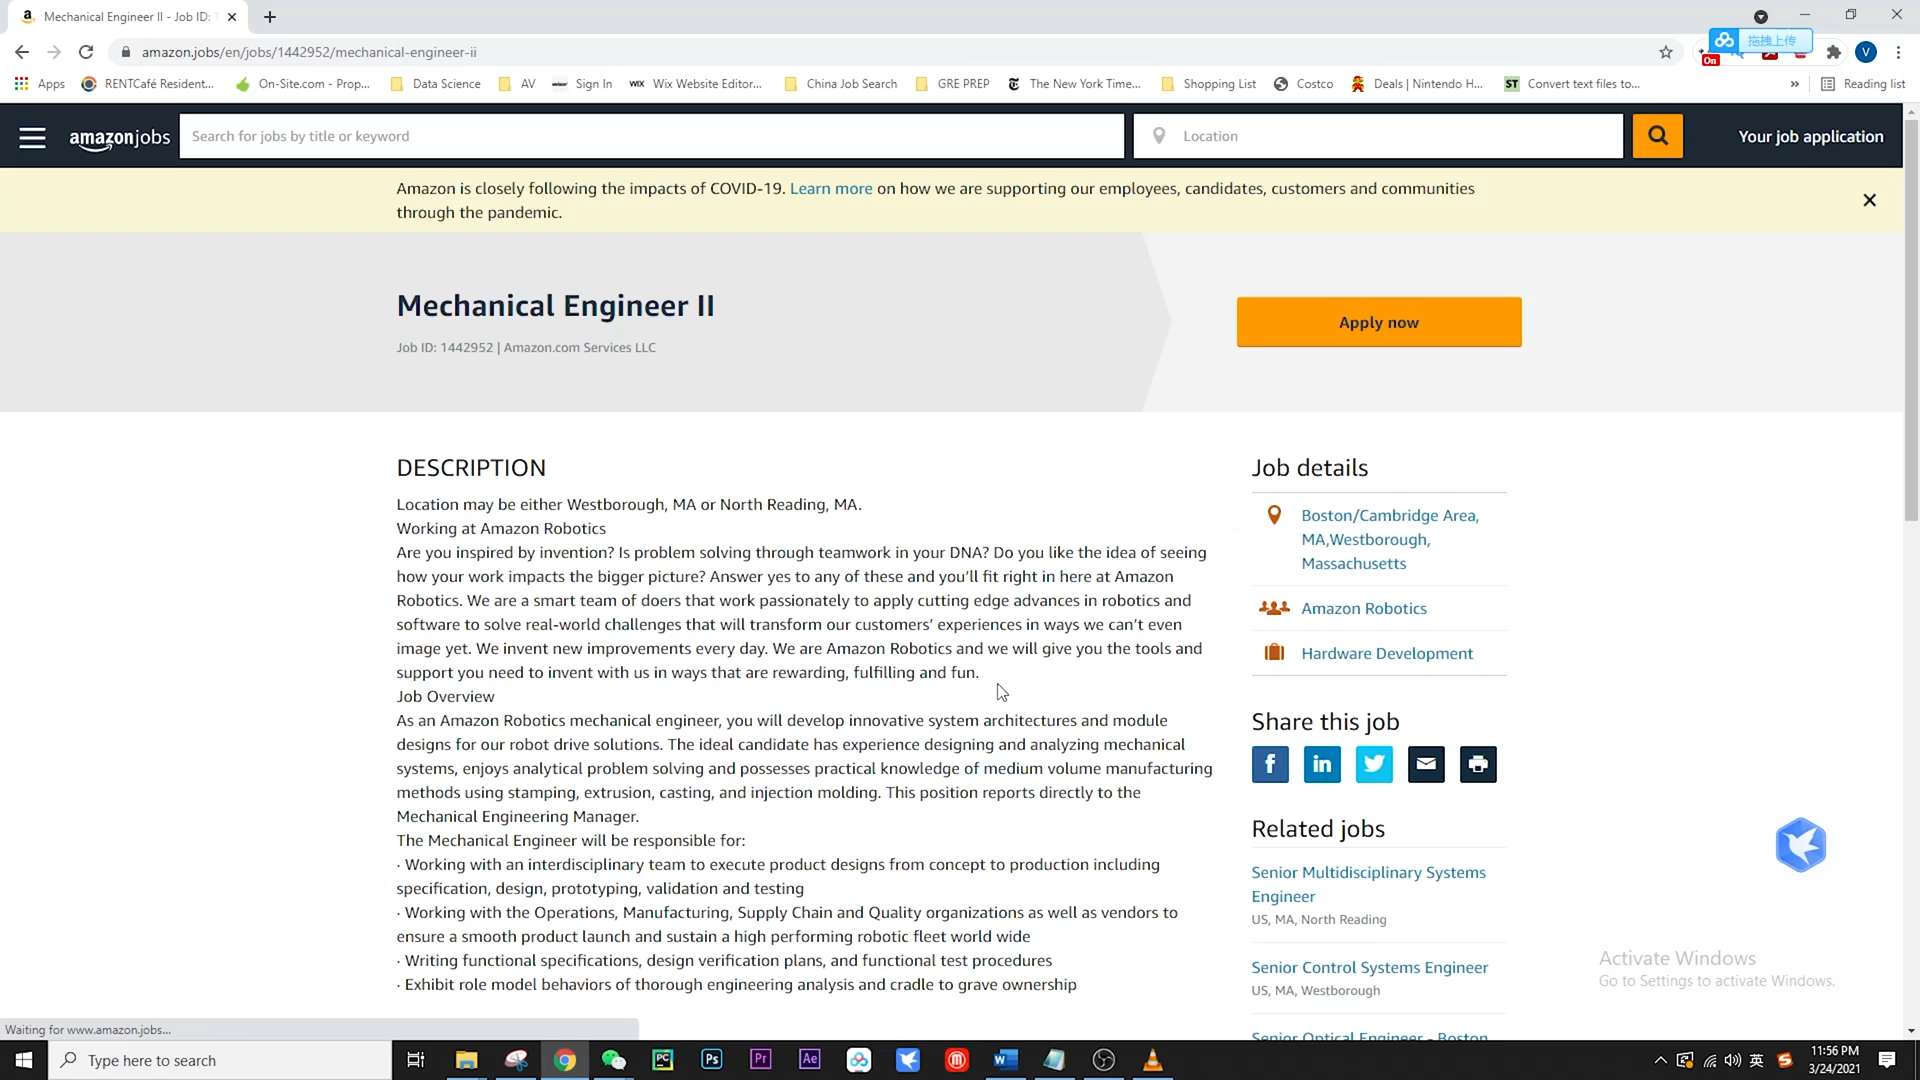 Mechanical Engineer II - Job ID:
amazon.jobs/en/jobs/1442952/mechanical-engineer-ii
拖拽上传
On
V
Apps
RENTCafé Resident...
On-Site.com - Prop...
Data Science
AV
Sign In
WIX Wix Website Editor...
China Job Search
GRE PREP
The New York Time...
Shopping List
Costco
Deals | Nintendo H...
ST Convert text files to...
»
Reading list
amazonjobs
Search for jobs by title or keyword
Location
Your job application
Amazon is closely following the impacts of COVID-19. Learn more on how we are supporting our employees, candidates, customers and communities
through the pandemic.
Mechanical Engineer II
Job ID: 1442952 | Amazon.com Services LLC
Apply now
DESCRIPTION
Location may be either Westborough, MA or North Reading, MA.
Working at Amazon Robotics
Are you inspired by invention? Is problem solving through teamwork in your DNA? Do you like the idea of seeing
how your work impacts the bigger picture? Answer yes to any of these and you’ll fit right in here at Amazon
Robotics. We are a smart team of doers that work passionately to apply cutting edge advances in robotics and
software to solve real-world challenges that will transform our customers’ experiences in ways we can’t even
image yet. We invent new improvements every day. We are Amazon Robotics and we will give you the tools and
support you need to invent with us in ways that are rewarding, fulfilling and fun.
Job Overview
As an Amazon Robotics mechanical engineer, you will develop innovative system architectures and module
designs for our robot drive solutions. The ideal candidate has experience designing and analyzing mechanical
systems, enjoys analytical problem solving and possesses practical knowledge of medium volume manufacturing
methods using stamping, extrusion, casting, and injection molding. This position reports directly to the
Mechanical Engineering Manager.
The Mechanical Engineer will be responsible for:
· Working with an interdisciplinary team to execute product designs from concept to production including
specification, design, prototyping, validation and testing
· Working with the Operations, Manufacturing, Supply Chain and Quality organizations as well as vendors to
ensure a smooth product launch and sustain a high performing robotic fleet world wide
· Writing functional specifications, design verification plans, and functional test procedures
· Exhibit role model behaviors of thorough engineering analysis and cradle to grave ownership
Job details
Boston/Cambridge Area,
MA,Westborough,
Massachusetts
Amazon Robotics
Hardware Development
Share this job
Related jobs
Senior Multidisciplinary Systems
Engineer
US, MA, North Reading
Senior Control Systems Engineer
US, MA, Westborough
Senior Optical Engineer - Boston
Activate Windows
Go to Settings to activate Windows.
Waiting for www.amazon.jobs...
Type here to search
PC
Ps
Pr
Ae
英
11:56 PM
3/24/2021